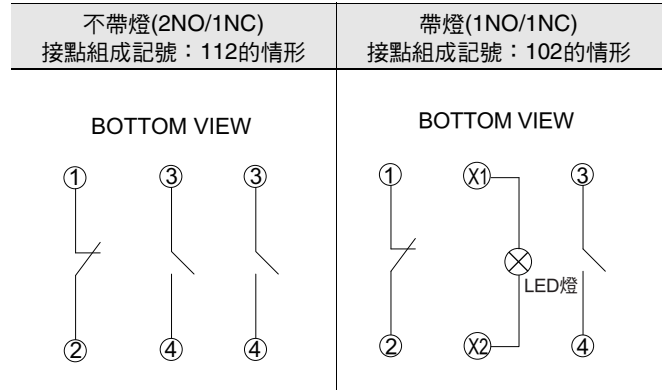 不帶燈(2NO/1NC)
接點組成記號：112的情形
帶燈(1NO/1NC)
接點組成記號：102的情形
BOTTOM VIEW
① ③ ③
② ④ ④
BOTTOM VIEW
① X1 ③
LED燈
② X2 ④